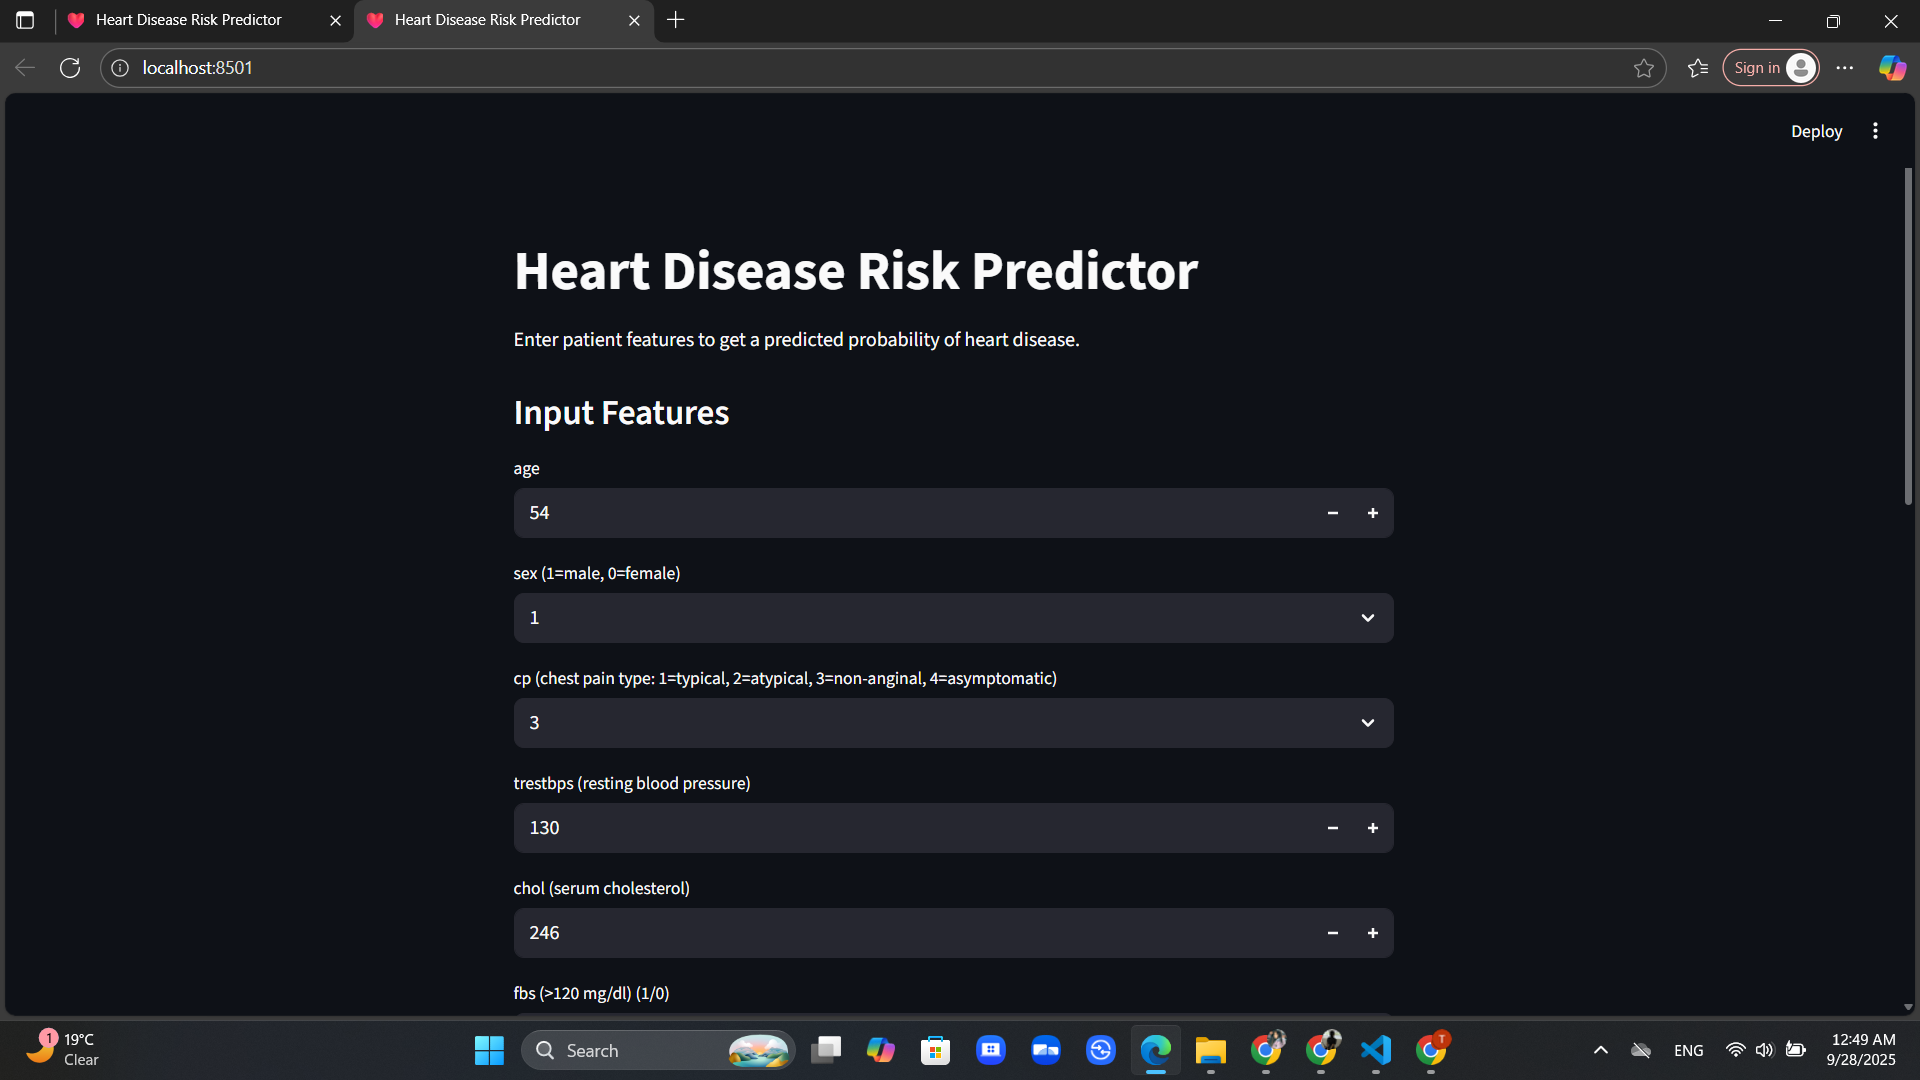 Heart Disease Risk Predictor
Heart Disease Risk Predictor
localhost:8501
Sign in
Deploy
Heart Disease Risk Predictor
Enter patient features to get a predicted probability of heart disease.
Input Features
age
54
sex (1=male, 0=female)
1
cp (chest pain type: 1=typical, 2=atypical, 3=non-anginal, 4=asymptomatic)
3
trestbps (resting blood pressure)
130
chol (serum cholesterol)
246
fbs (>120 mg/dl) (1/0)
1
19°C
Clear
Search
T
ENG
12:49 AM
9/28/2025